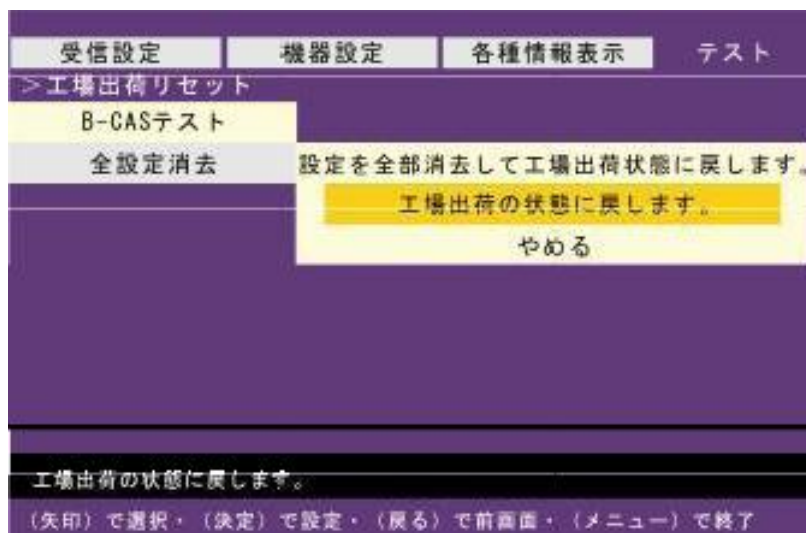 受信設定 機器設定 各種情報表示 テスト
＞工場出荷リセット
B-CASテスト
全設定消去
設定を全部消去して工場出荷状態に戻します。
工場出荷の状態に戻します。
やめる
工場出荷の状態に戻します。
（矢印）で選択・（決定）で設定・（戻る）で前画面・（メニュー）で終了